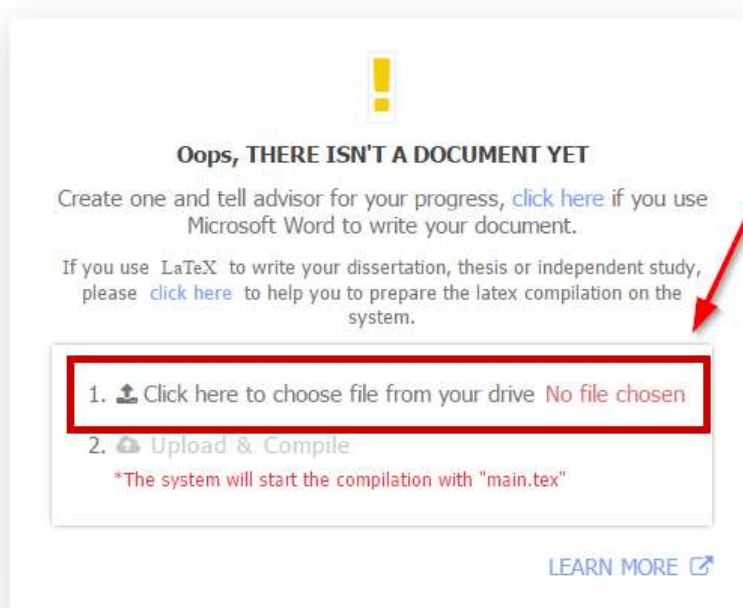 Oops, THERE ISN'T A DOCUMENT YET
Create one and tell advisor for your progress, click here if you use
Microsoft Word to write your document.
If you use LaTeX to write your dissertation, thesis or independent study,
please click here to help you to prepare the latex compilation on the
system.
1. Click here to choose file from your drive No file chosen
2. Upload & Compile
*The system will start the compilation with "main.tex"
LEARN MORE